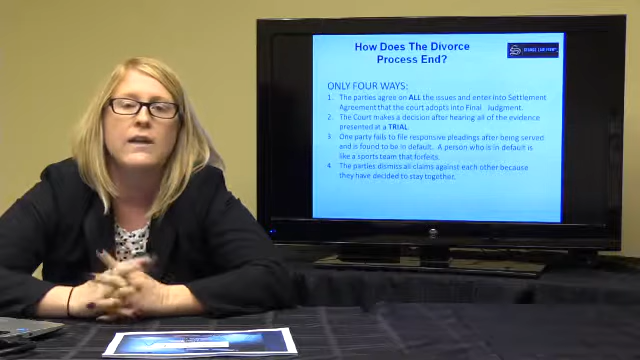 How Does The Divorce
Process End?
ONLY FOUR WAYS:
1. The parties agree on ALL the issues and enter into Settlement
Agreement that the court adopts into Final Judgment.
2. The Court makes a decision after hearing all of the evidence
presented in a TRIAL.
3. One party fails to file responsive pleadings after being served
and is found to be in default. A person who is in default is
like a sports team that forfeits.
4. The parties dismiss all claims against each other because
they have decided to stay together.